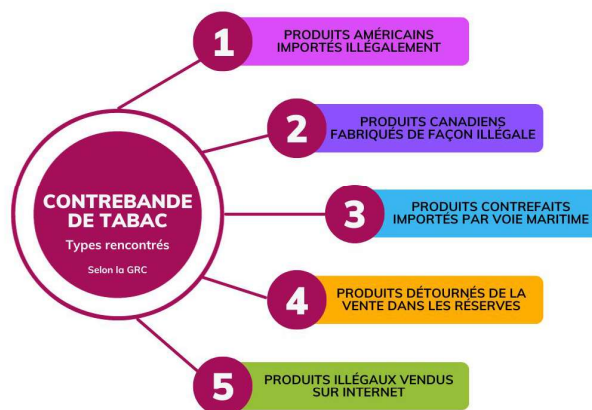 CONTREBANDE
DE TABAC
Types rencontrés
Selon la GRC
1
PRODUITS AMÉRICAINS
IMPORTÉS ILLÉGALEMENT
2
PRODUITS CANADIENS
FABRIQUÉS DE FAÇON ILLÉGALE
3
PRODUITS CONTREFAITS
IMPORTÉS PAR VOIE MARITIME
4
PRODUITS DÉTOURNÉS DE LA
VENTE DANS LES RÉSERVES
5
PRODUITS ILLÉGAUX VENDUS
SUR INTERNET